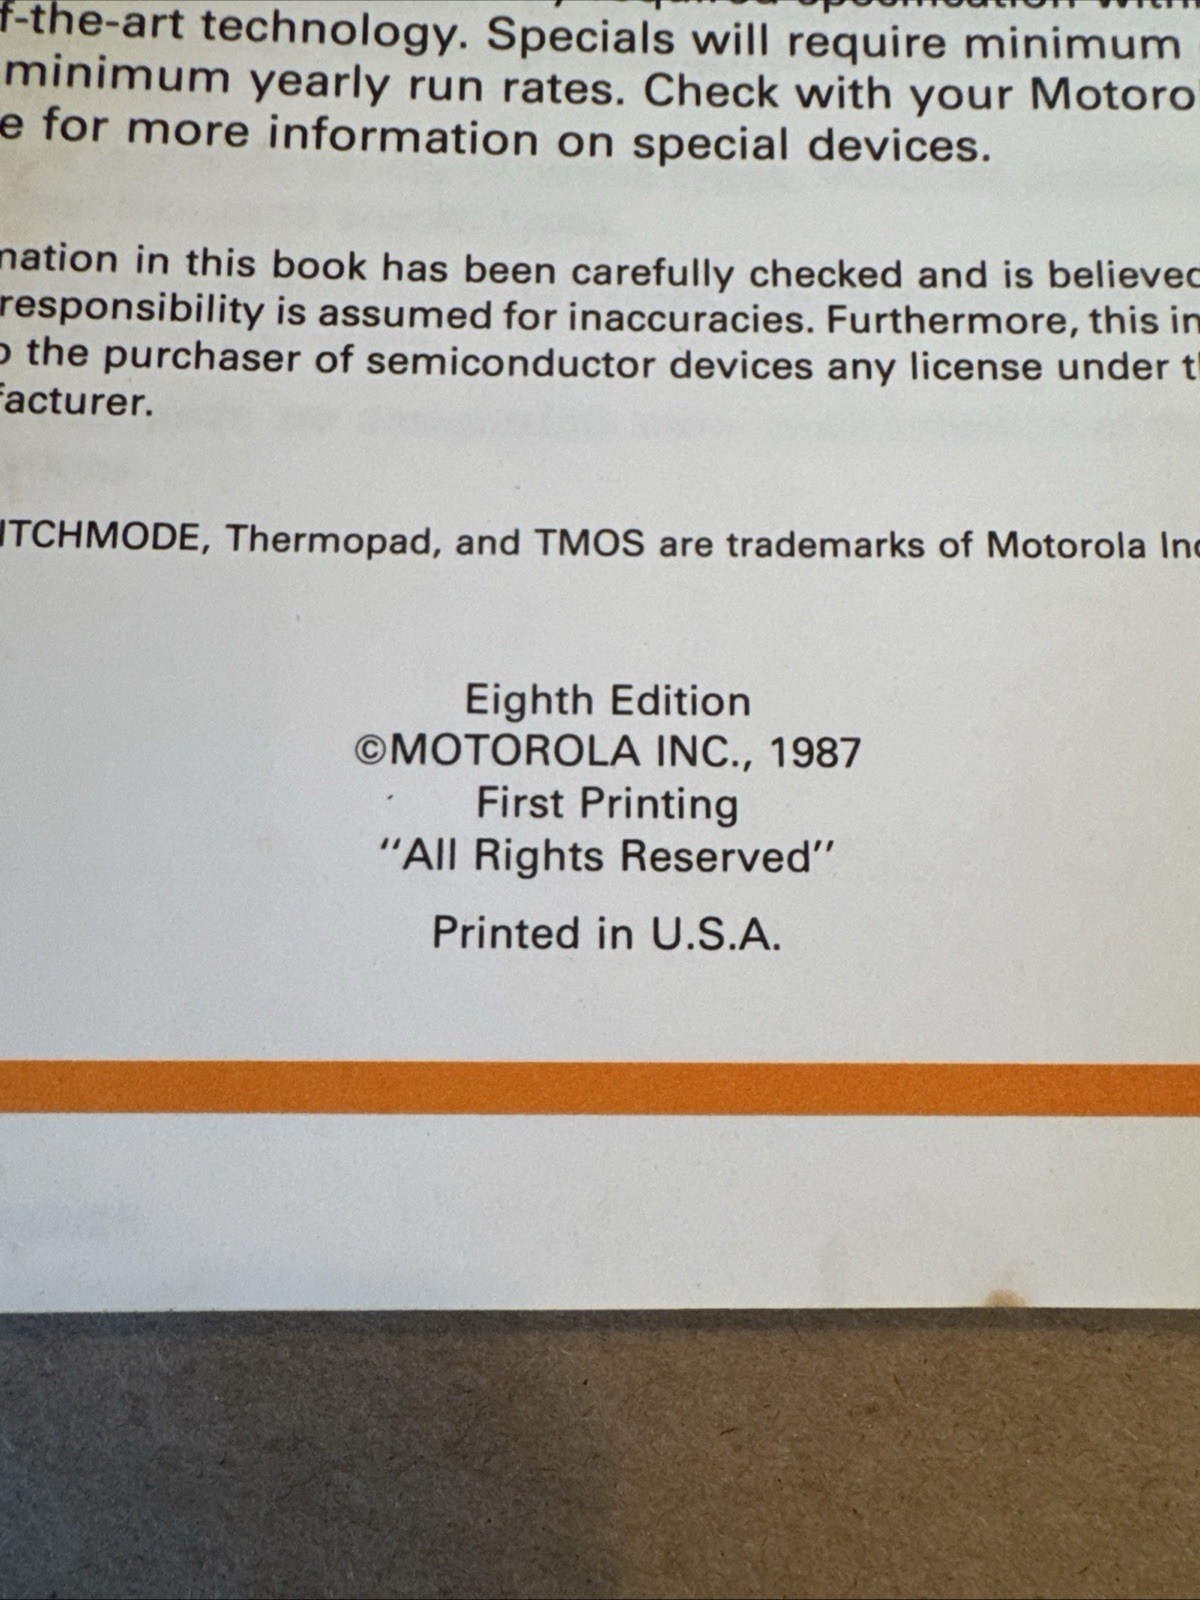 f-the-art technology. Specials will require minimum
minimum yearly run rates. Check with your Motoro
e for more information on special devices.
mation in this book has been carefully checked and is believed
responsibility is assumed for inaccuracies. Furthermore, this in
o the purchaser of semiconductor devices any license under t
facturer.
ITCHMODE, Thermopad, and TMOS are trademarks of Motorola Inc
Eighth Edition
©MOTOROLA INC., 1987
First Printing
"All Rights Reserved"
Printed in U.S.A.